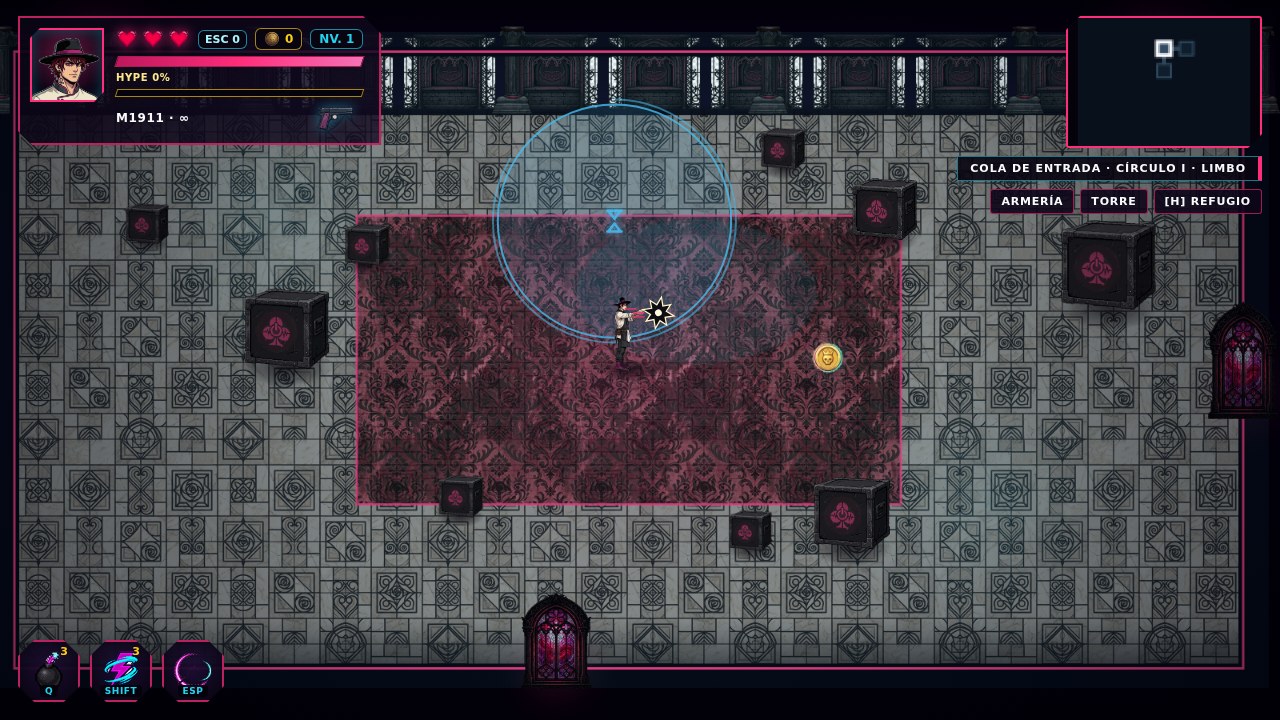 ESC 0
0
NV. 1
HYPE 0%
M1911 · ∞
COLA DE ENTRADA · CÍRCULO I · LIMBO
ARMERÍA
TORRE
[H] REFUGIO
3
Q
3
SHIFT
ESP